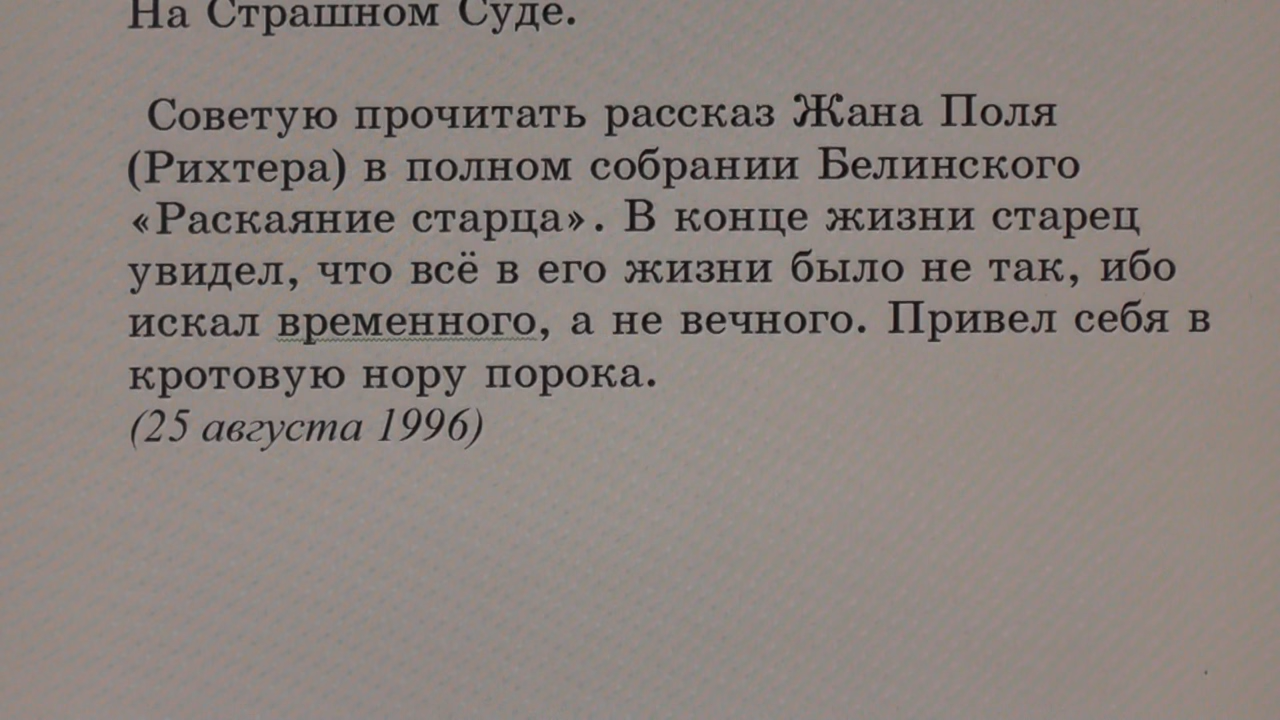 На Страшном Суде.
Советую прочитать рассказ Жана Поля
(Рихтера) в полном собрании Белинского
«Раскаяние старца». В конце жизни старец
увидел, что всё в его жизни было не так, ибо
искал временного, а не вечного. Привел себя в
кротовую нору порока.
(25 августа 1996)